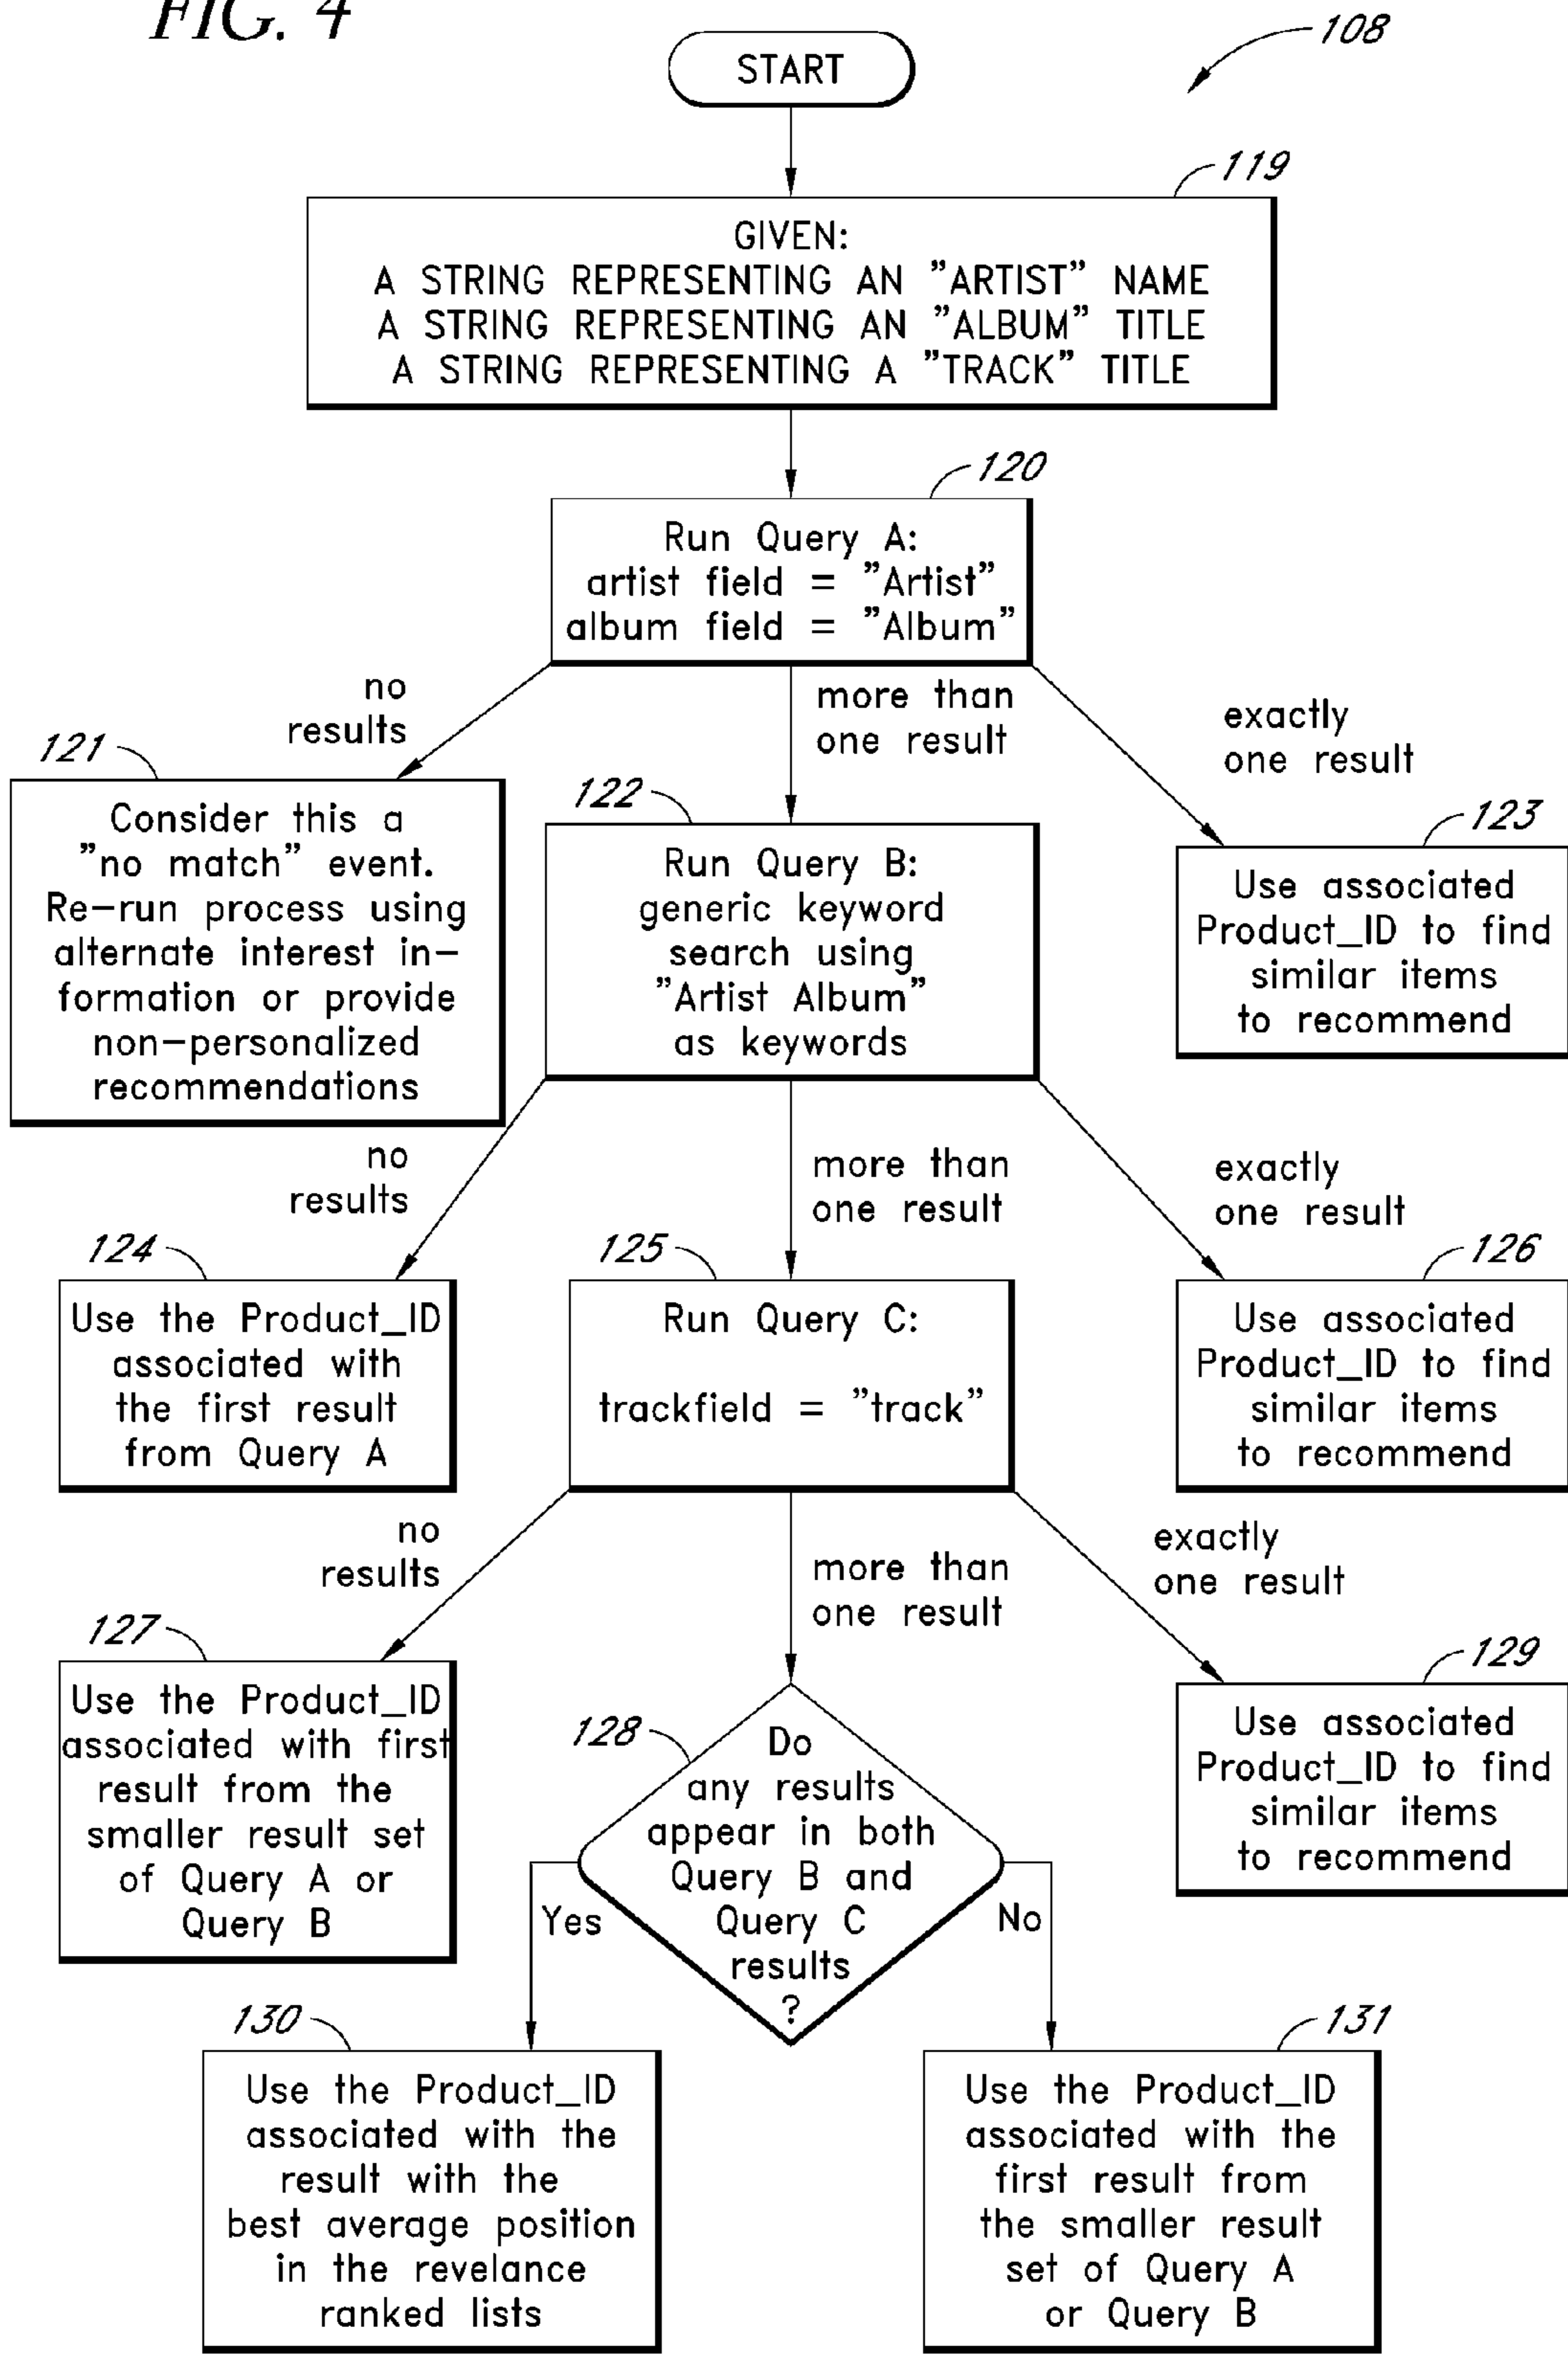 FIG. 4
108
START
119
GIVEN:
A STRING REPRESENTING AN "ARTIST" NAME
A STRING REPRESENTING AN "ALBUM" TITLE
A STRING REPRESENTING A "TRACK" TITLE
120
Run Query A:
artist field = "Artist"
album field = "Album"
no
results
more than
one result
exactly
one result
121
Consider this a
"no match" event.
Re-run process using
alternate interest in-
formation or provide
non-personalized
recommendations
122
Run Query B:
generic keyword
search using
"Artist Album"
as keywords
123
Use associated
Product_ID to find
similar items
to recommend
no
results
more than
one result
exactly
one result
124
Use the Product_ID
associated with
the first result
from Query A
125
Run Query C:
trackfield = "track"
126
Use associated
Product_ID to find
similar items
to recommend
no
results
more than
one result
exactly
one result
127
Use the Product_ID
associated with first
result from the
smaller result set
of Query A or
Query B
128
Do
any results
appear in both
Query B and
Query C
results
?
129
Use associated
Product_ID to find
similar items
to recommend
Yes
No
130
Use the Product_ID
associated with the
result with the
best average position
in the revelance
ranked lists
131
Use the Product_ID
associated with the
first result from
the smaller result
set of Query A
or Query B